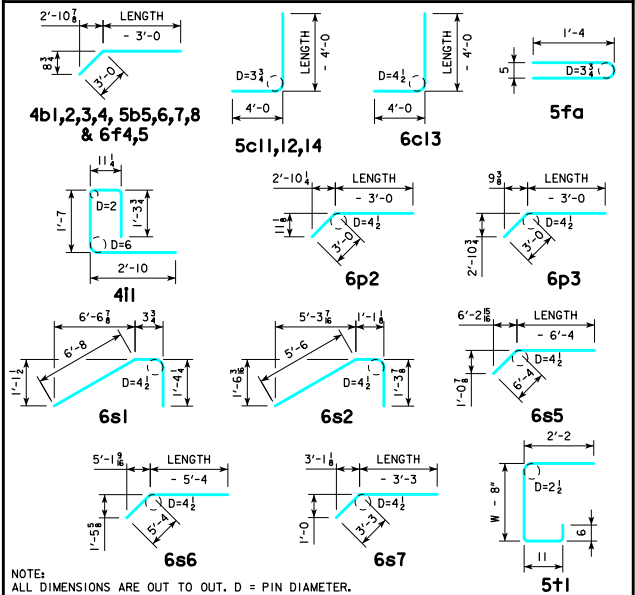 2'-10 7/8 LENGTH
- 3'-0
8 3/4
3'-0
4b1,2,3,4, 5b5,6,7,8
& 6f4,5
LENGTH
- 4'-0
D=3 3/4
4'-0
5c11,12,14
LENGTH
- 4'-0
D=4 1/2
4'-0
6c13
1'-4
5
D=3 3/4
5fa
11 1/4
D=2
1'-7
1'-3 3/4
D=6
2'-10
4i1
2'-10 1/4 LENGTH
- 3'-0
11 1/8
D=4 1/2
3'-0
6p2
9 3/8 LENGTH
- 3'-0
2'-10 3/4
D=4 1/2
3'-0
6p3
6'-6 7/8 3 3/4
6'-8
1'-1 1/2
D=4 1/2
1'-4 1/4
6s1
5'-3 7/16 1'-1 1/8
5'-6
1'-6 3/16
D=4 1/2
1'-3 7/8
6s2
6'-2 15/16 LENGTH
- 6'-4
1'-0 7/8
D=4 1/2
6'-4
6s5
5'-1 9/16 LENGTH
- 5'-4
1'-5 5/8
D=4 1/2
5'-4
6s6
3'-1 1/8 LENGTH
- 3'-3
1'-0
D=4 1/2
3'-3
6s7
2'-2
W - 8"
D=2 1/2
6
11
5t1
NOTE:
ALL DIMENSIONS ARE OUT TO OUT. D = PIN DIAMETER.